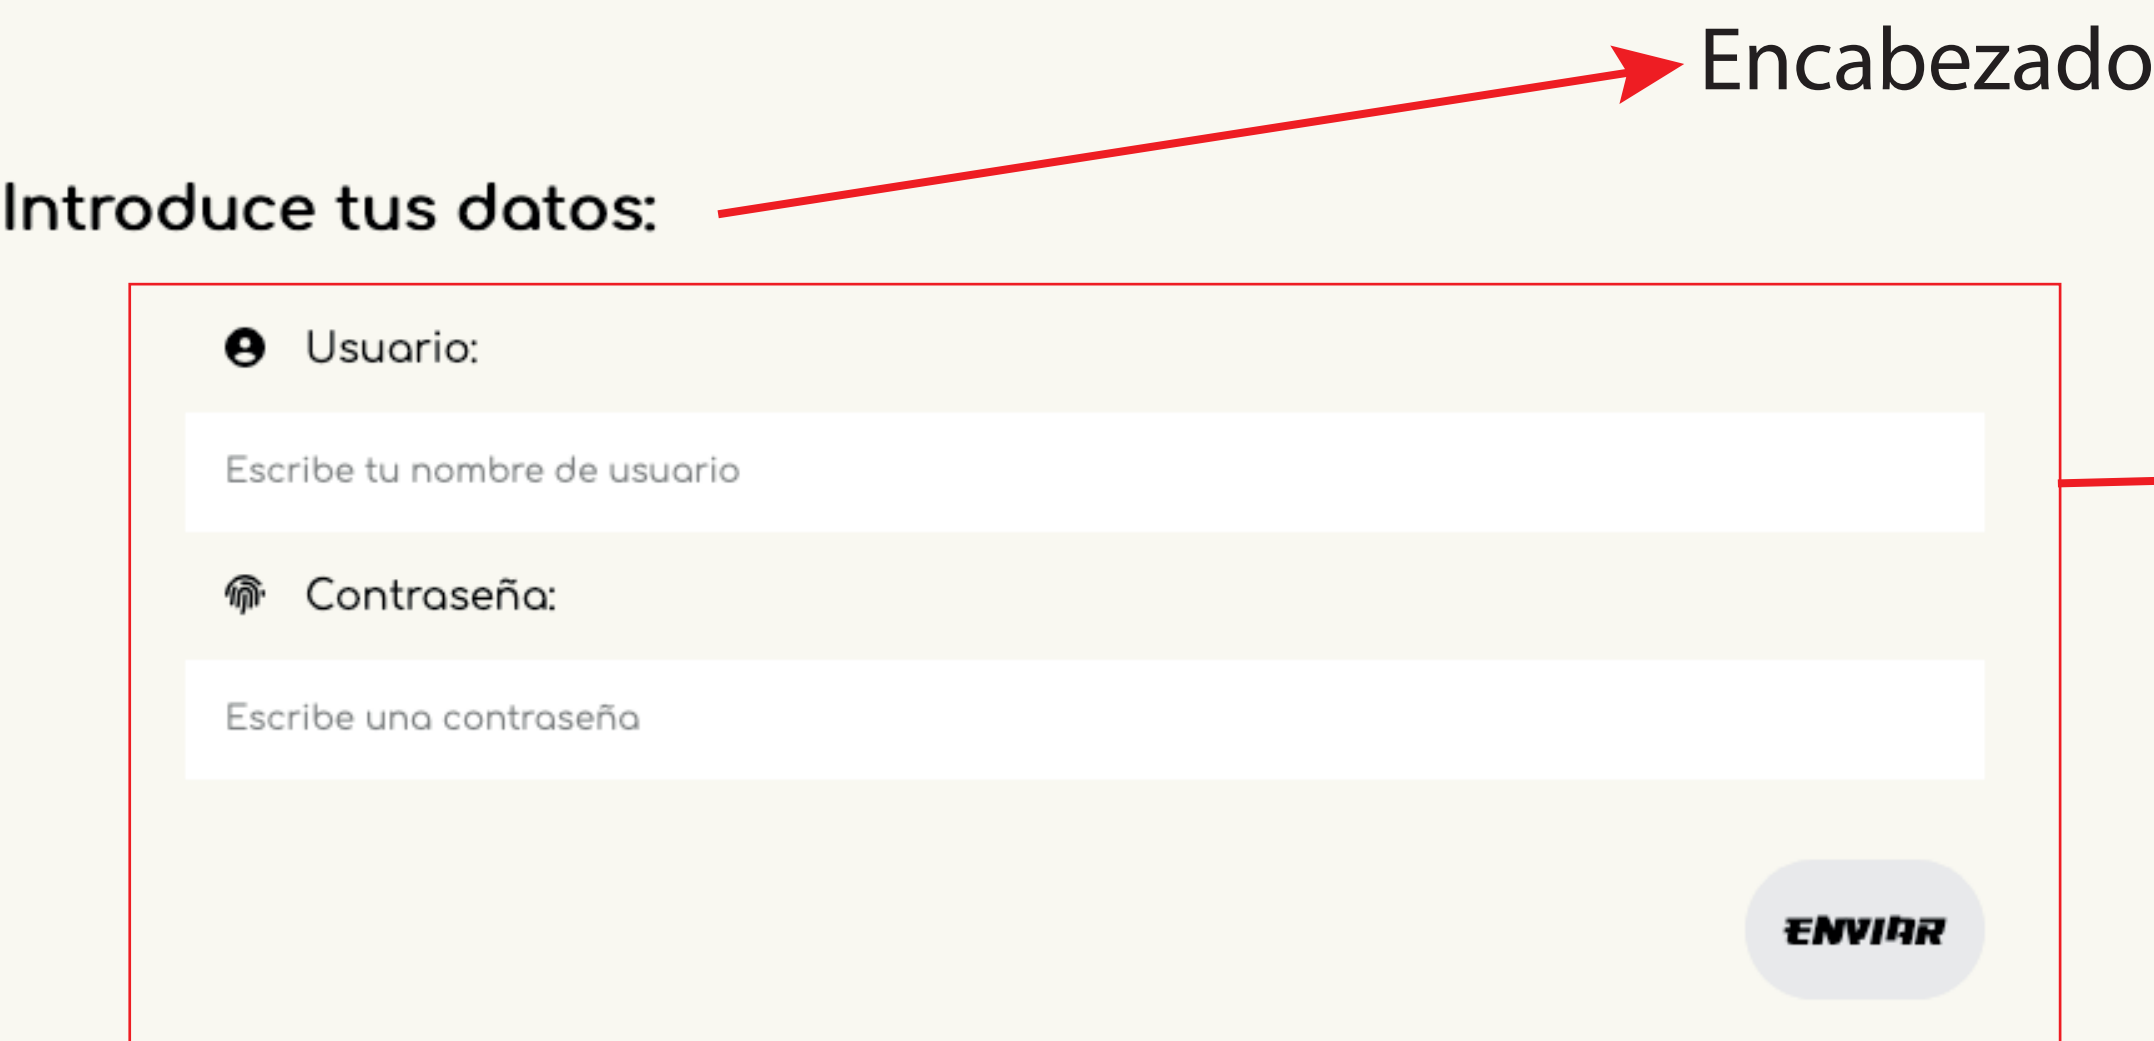 Encabezado
Introduce tus datos:
Usuario:
Escribe tu nombre de usuario
Contraseña:
Escribe una contraseña
ENVIAR